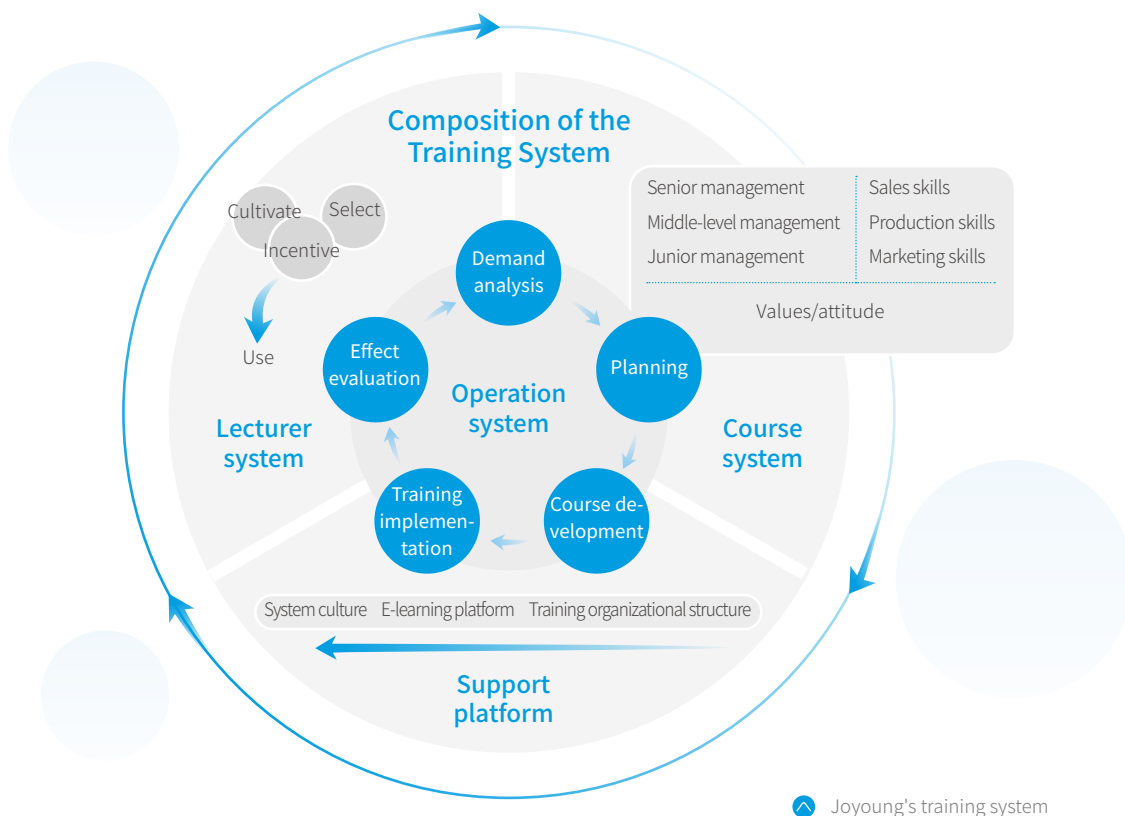 Composition of the
Training System
Senior management
Sales skills
Middle-level management
Production skills
Junior management
Marketing skills
Values/attitude
Cultivate
Select
Incentive
Use
Lecturer
system
Demand
analysis
Planning
Course de-
velopment
Training
implemen-
tation
Effect
evaluation
Operation
system
Course
system
System culture
E-learning platform
Training organizational structure
Support
platform
Joyoung's training system